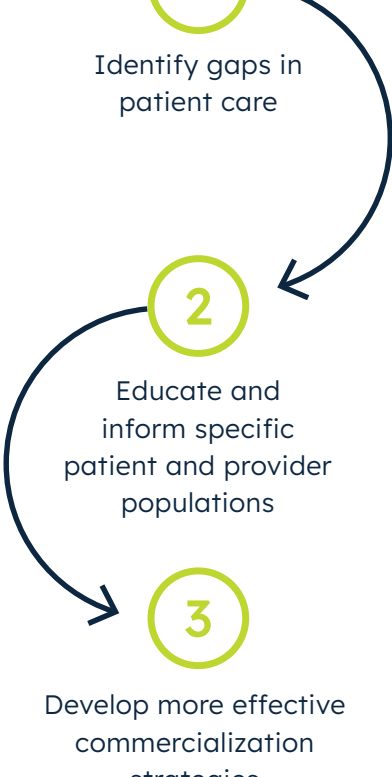 Identify gaps in
patient care
2
Educate and
inform specific
patient and provider
populations
3
Develop more effective
commercialization
strategies